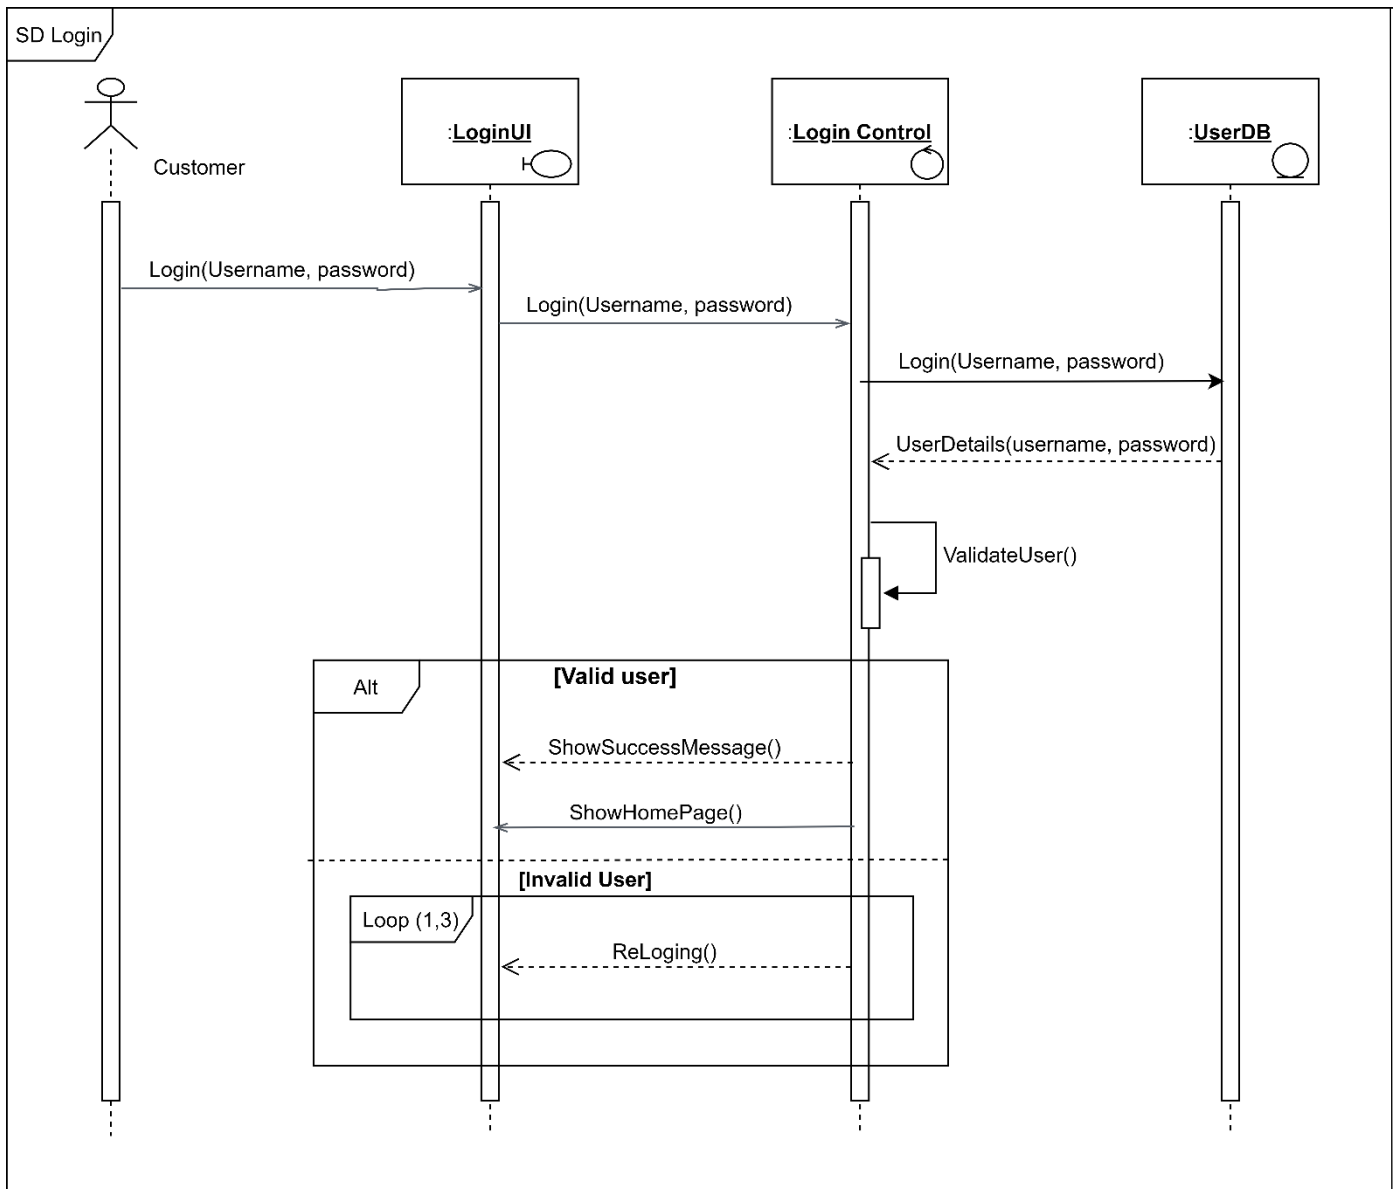 SD Login
:LoginUI
:Login Control
:UserDB
Customer
Login(Username, password)
Login(Username, password)
Login(Username, password)
UserDetails(username, password)
ValidateUser()
Alt
[Valid user]
ShowSuccessMessage()
ShowHomePage()
[Invalid User]
Loop (1,3)
ReLoging()